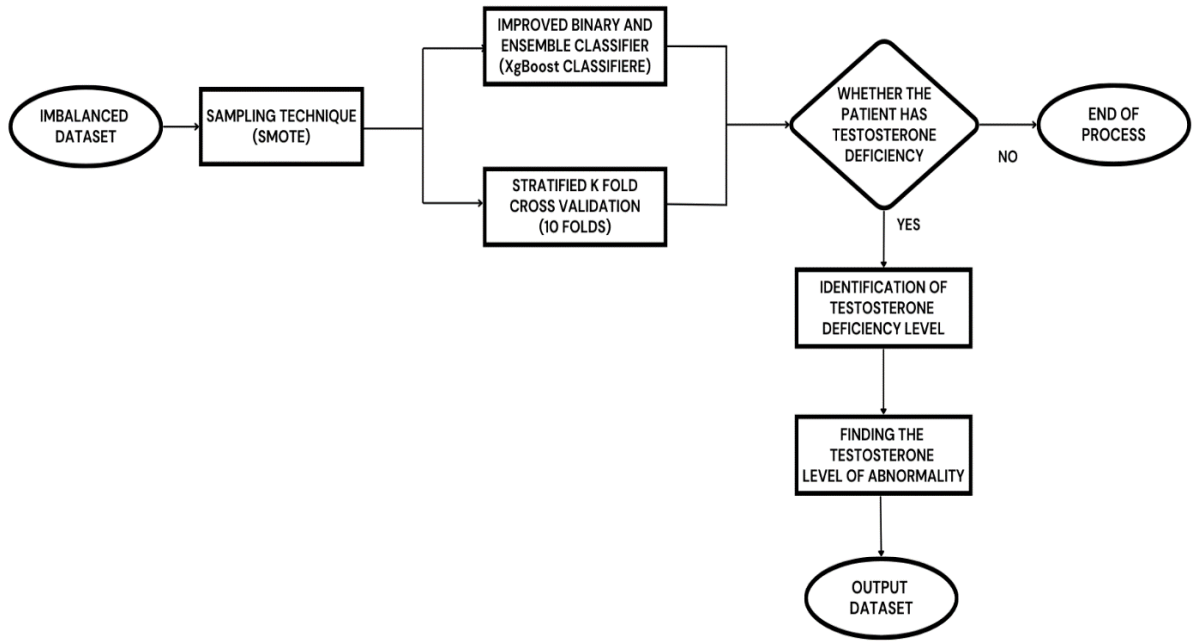 IMBALANCED
DATASET
SAMPLING TECHNIQUE
(SMOTE)
IMPROVED BINARY AND
ENSEMBLE CLASSIFIER
(XgBoost CLASSIFIERE)
STRATIFIED K FOLD
CROSS VALIDATION
(10 FOLDS)
WHETHER THE
PATIENT HAS
TESTOSTERONE
DEFICIENCY
NO
END OF
PROCESS
YES
IDENTIFICATION OF
TESTOSTERONE
DEFICIENCY LEVEL
FINDING THE
TESTOSTERONE
LEVEL OF ABNORMALITY
OUTPUT
DATASET